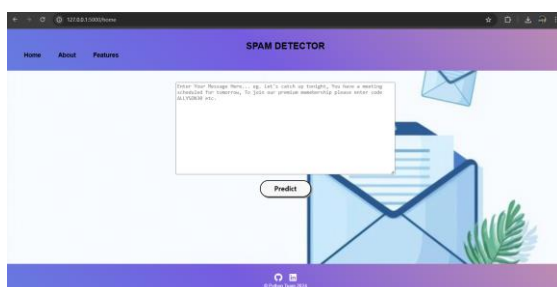 127.0.0.1:5000/home
SPAM DETECTOR
Home About Features
Enter Your Message Here... eg. Let's catch up tonight, You have a meeting
scheduled for tomorrow, To join our premium memebership please enter code
Predict